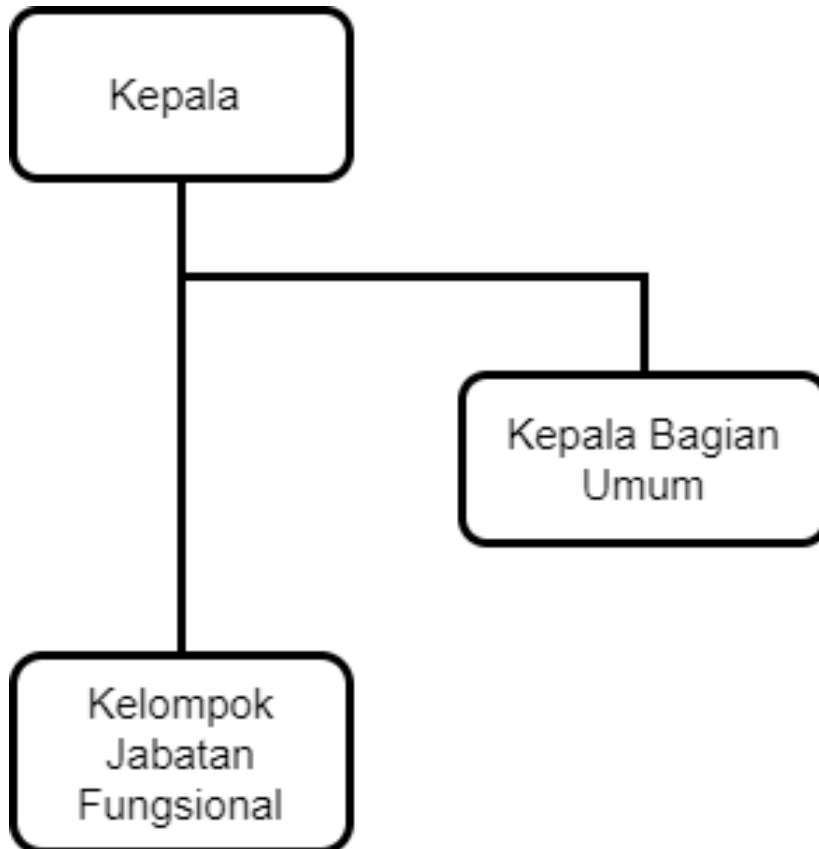 Kepala
Kepala Bagian
Umum
Kelompok
Jabatan
Fungsional